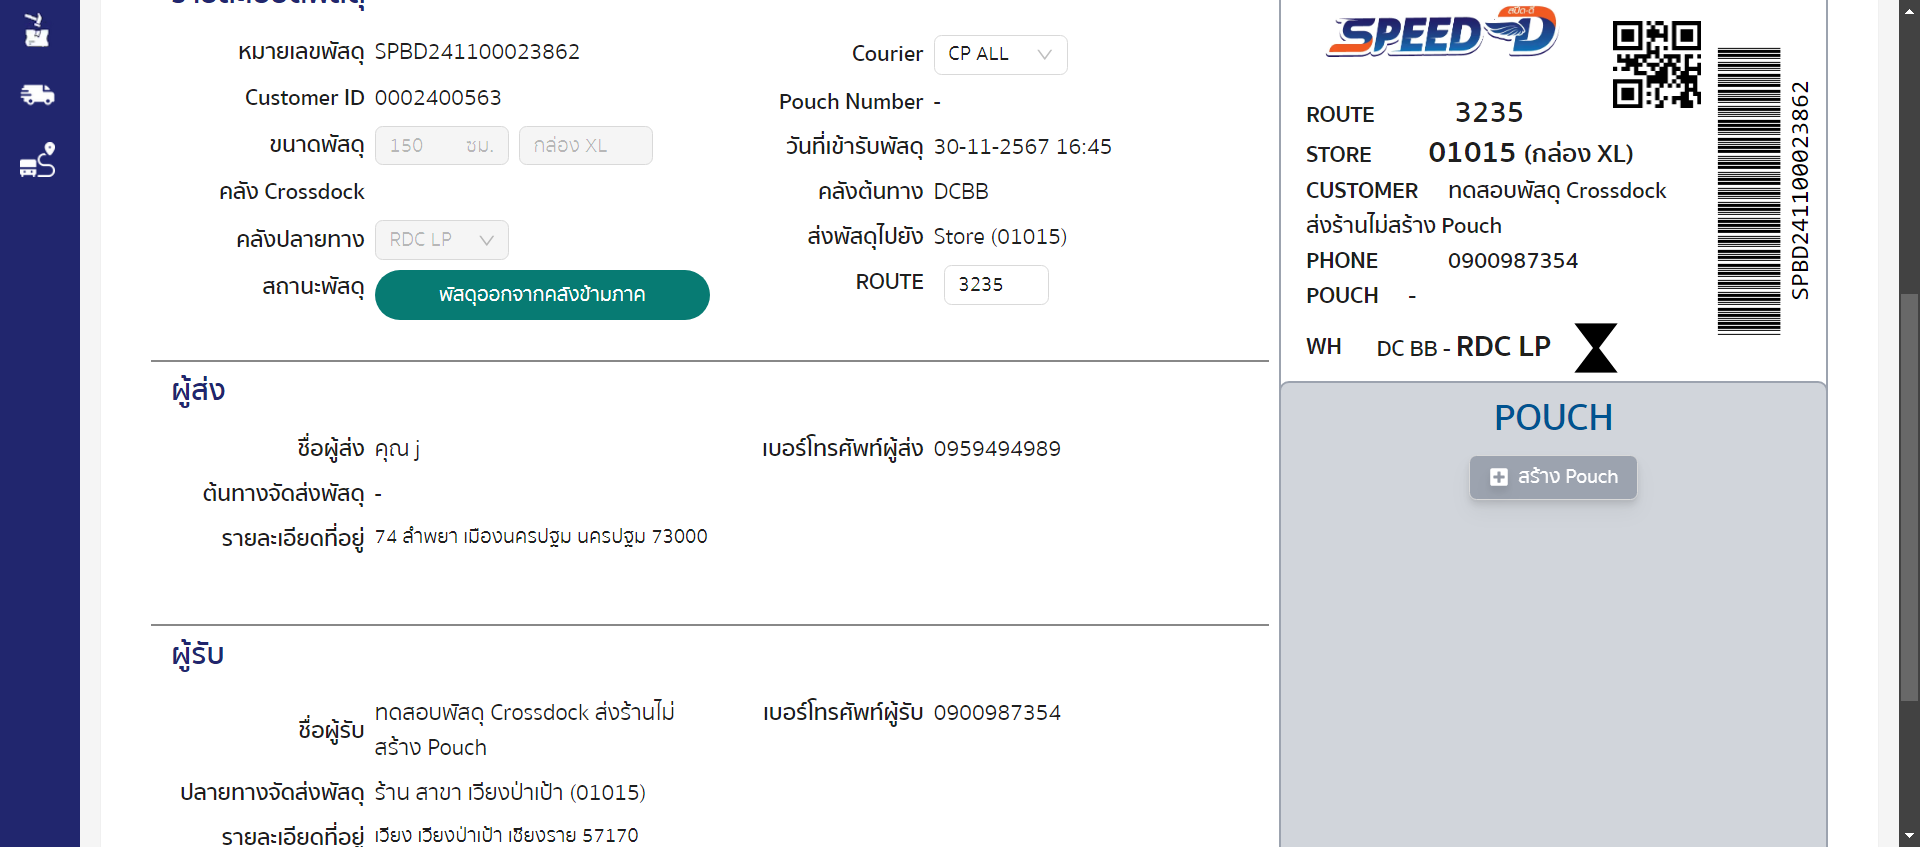 รายละเอียดพัสดุ
หมายเลขพัสดุ SPBD241100023862
Customer ID 0002400563
ขนาดพัสดุ 150 ซม. กล่อง XL
คลัง Crossdock
คลังปลายทาง RDC LP
สถานะพัสดุ พัสดุออกจากคลังข้ามภาค
Courier CP ALL
Pouch Number -
วันที่เข้ารับพัสดุ 30-11-2567 16:45
คลังต้นทาง DCBB
ส่งพัสดุไปยัง Store (01015)
ROUTE 3235
ผู้ส่ง
ชื่อผู้ส่ง คุณ j
เบอร์โทรศัพท์ผู้ส่ง 0959494989
ต้นทางจัดส่งพัสดุ -
รายละเอียดที่อยู่ 74 ลำพยา เมืองนครปฐม นครปฐม 73000
ผู้รับ
ชื่อผู้รับ ทดสอบพัสดุ Crossdock ส่งร้านไม่
สร้าง Pouch
เบอร์โทรศัพท์ผู้รับ 0900987354
ปลายทางจัดส่งพัสดุ ร้าน สาขา เวียงป่าเป้า (01015)
รายละเอียดที่อยู่ เวียง เวียงป่าเป้า เชียงราย 57170
สปีด-ดี
SPEED-D
ROUTE 3235
STORE 01015 (กล่อง XL)
CUSTOMER ทดสอบพัสดุ Crossdock
ส่งร้านไม่สร้าง Pouch
PHONE 0900987354
POUCH -
WH DC BB - RDC LP
SPBD241100023862
POUCH
สร้าง Pouch